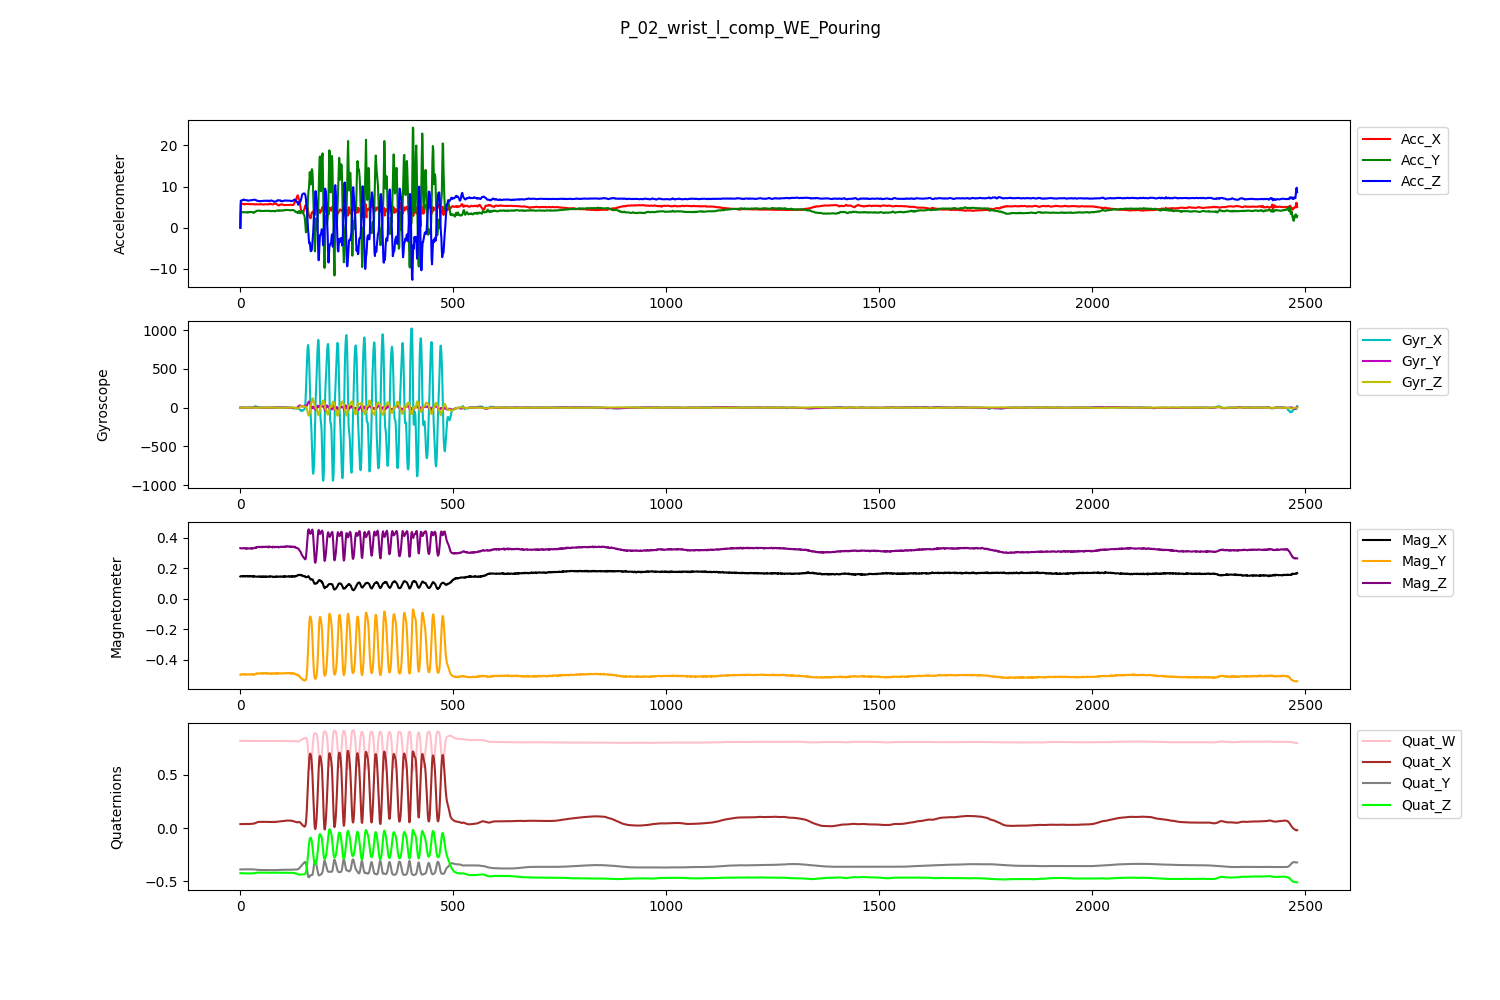 P_02_wrist_l_comp_WE_Pouring
Accelerometer
20
10
0
−10
0 500 1000 1500 2000 2500
Acc_X
Acc_Y
Acc_Z
Gyroscope
1000
500
0
−500
−1000
0 500 1000 1500 2000 2500
Gyr_X
Gyr_Y
Gyr_Z
Magnetometer
0.4
0.2
0.0
−0.2
−0.4
0 500 1000 1500 2000 2500
Mag_X
Mag_Y
Mag_Z
Quaternions
0.5
0.0
−0.5
0 500 1000 1500 2000 2500
Quat_W
Quat_X
Quat_Y
Quat_Z